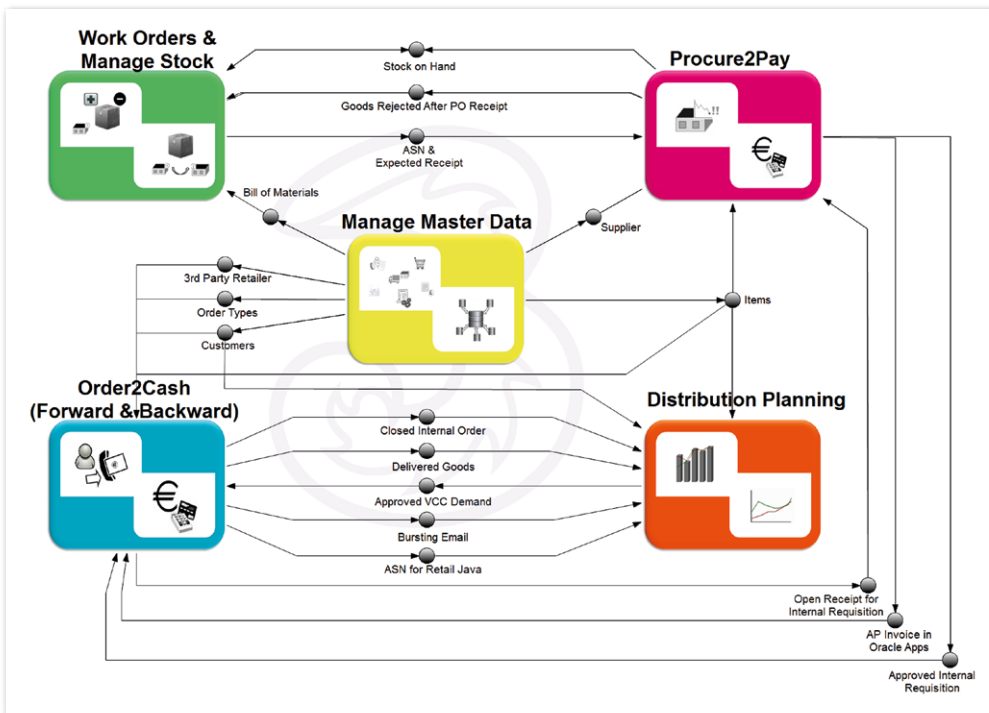 Work Orders &
Manage Stock
Procure2Pay
Stock on Hand
Goods Rejected After PO Receipt
!!
ASN &
Expected Receipt
€
Bill of Materials
Manage Master Data
Supplier
3rd Party Retailer
Items
Order Types
Customers
Order2Cash
(Forward & Backward)
Distribution Planning
Closed Internal Order
Delivered Goods
€
Approved VCC Demand
Bursting Email
ASN for Retail Java
Open Receipt for
Internal Requisition
AP Invoice in
Oracle Apps
Approved Internal
Requisition